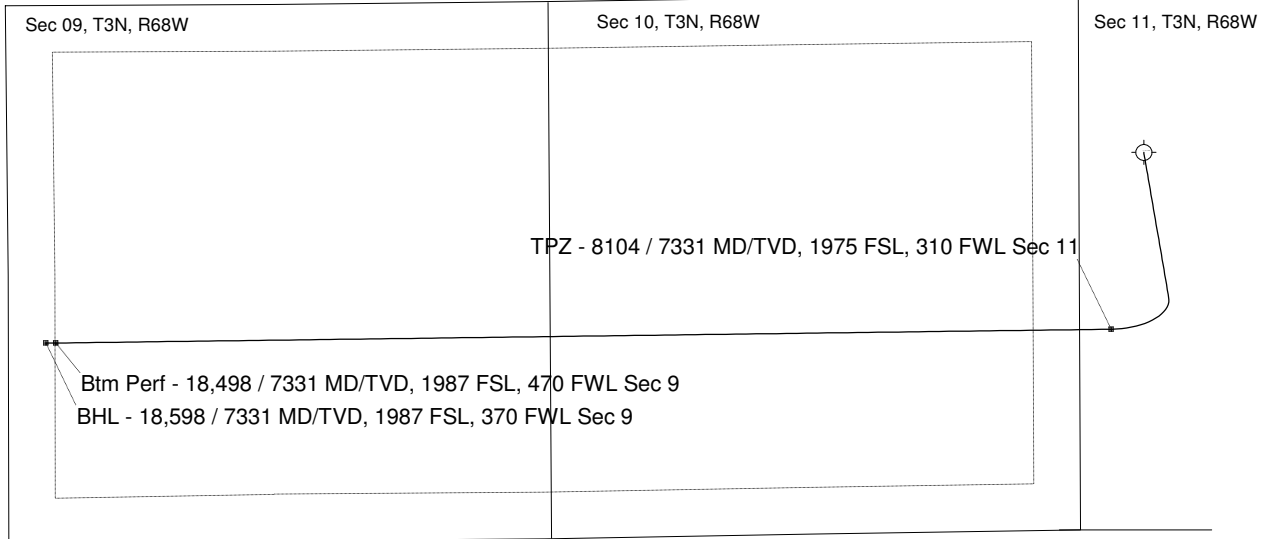 Sec 09, T3N, R68W
Sec 10, T3N, R68W
Sec 11, T3N, R68W
TPZ - 8104 / 7331 MD/TVD, 1975 FSL, 310 FWL Sec 11
Btm Perf - 18,498 / 7331 MD/TVD, 1987 FSL, 470 FWL Sec 9
BHL - 18,598 / 7331 MD/TVD, 1987 FSL, 370 FWL Sec 9